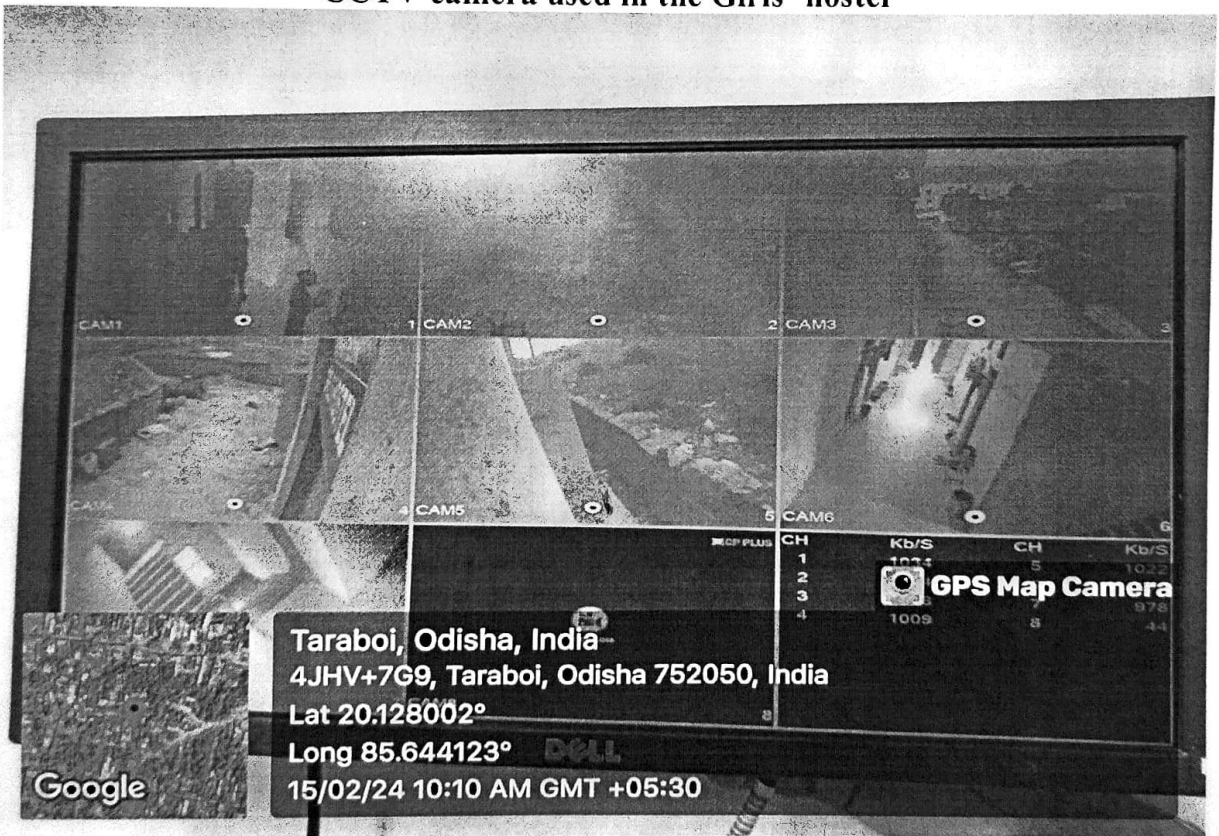 CCTV camera used in the Girls' hostel
CAM1
1
CAM2
2
CAM3
3
CAM4
4
CAM5
5
CAM6
6
CP PLUS
CH Kb/S CH Kb/S
1 1034 5 1022
2
3 7 978
4 1009 8 44
GPS Map Camera
8
DELL
Google
Taraboi, Odisha, India
4JHV+7G9, Taraboi, Odisha 752050, India
Lat 20.128002°
Long 85.644123°
15/02/24 10:10 AM GMT +05:30